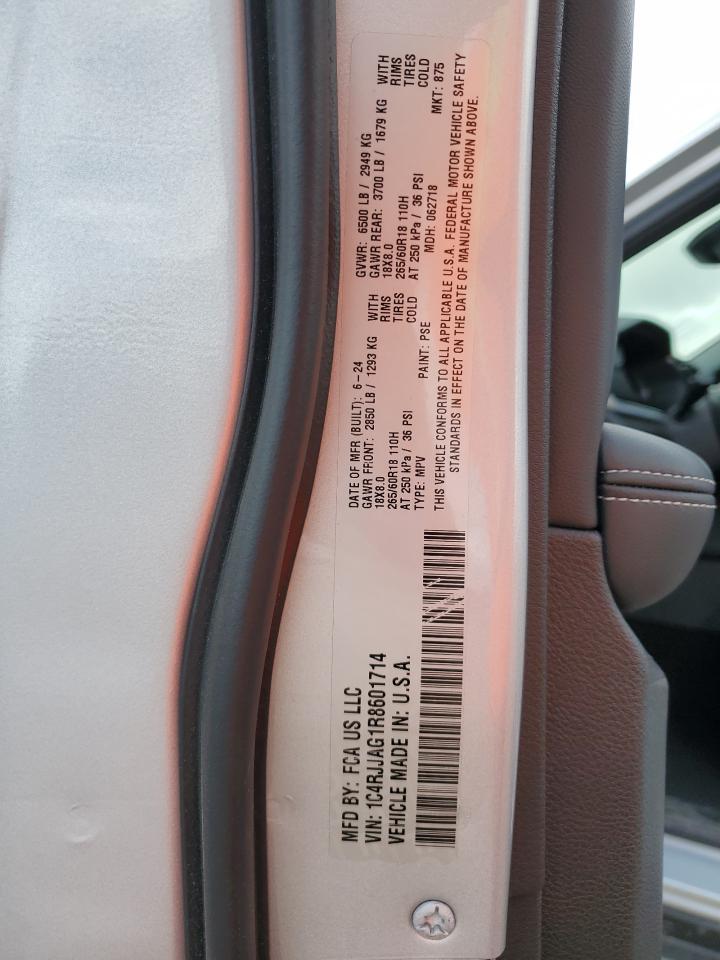 MFD BY: FCA US LLC
VIN: 1C4RJJAG1R8601714
VEHICLE MADE IN: U.S.A.
DATE OF MFR (BUILT): 6-24
GAWR FRONT: 2850 LB / 1293 KG WITH
18X8.0 RIMS
265/60R18 110H TIRES
AT 250 kPa / 36 PSI COLD
TYPE: MPV PAINT: PSE
GVWR: 6500 LB / 2949 KG
GAWR REAR: 3700 LB / 1679 KG WITH
18X8.0 RIMS
265/60R18 110H TIRES
AT 250 kPa / 36 PSI COLD
MDH: 062718 MKT: 875
THIS VEHICLE CONFORMS TO ALL APPLICABLE U.S.A. FEDERAL MOTOR VEHICLE SAFETY
STANDARDS IN EFFECT ON THE DATE OF MANUFACTURE SHOWN ABOVE.